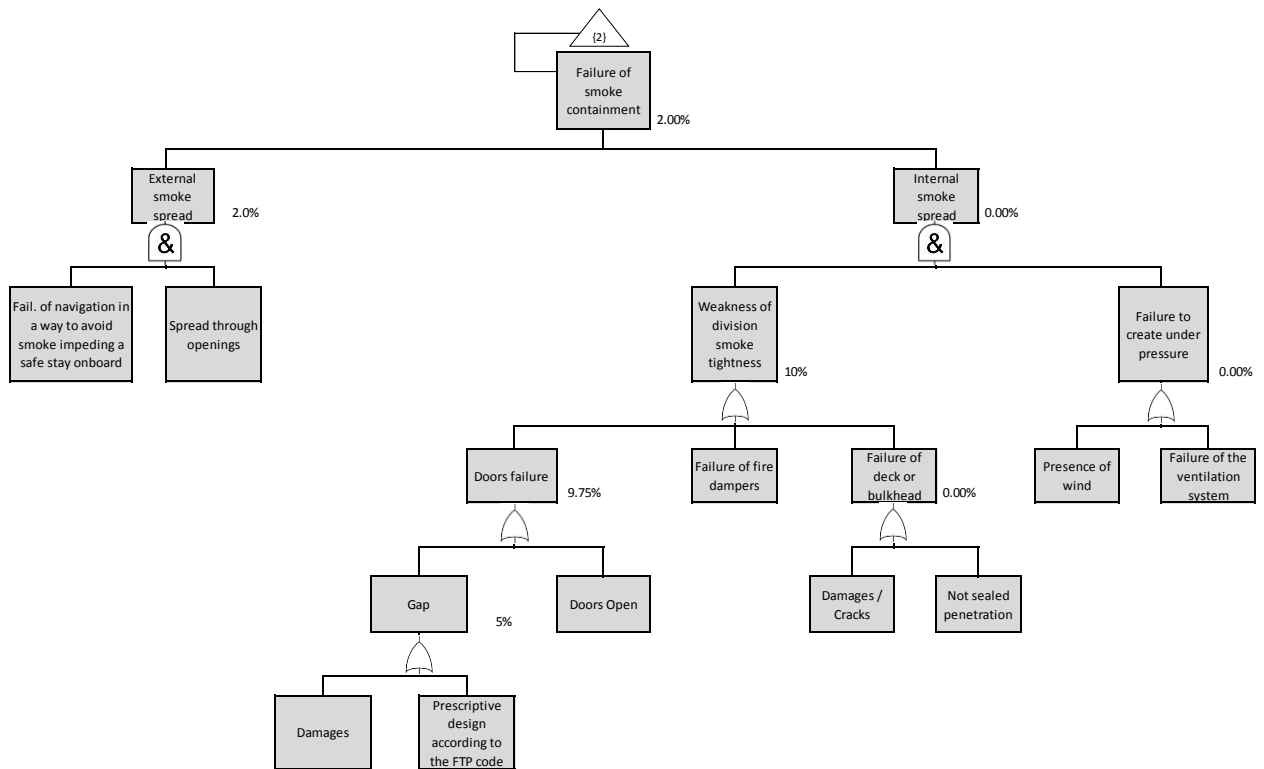 {2}
Failure of
smoke
containment
2.00%
External
smoke
spread
2.0%
Internal
smoke
spread
0.00%
&
&
Fail. of navigation in
a way to avoid
smoke impeding a
safe stay onboard
Spread through
openings
Weakness of
division
smoke
tightness
10%
Failure to
create under
pressure
0.00%
Doors failure
9.75%
Failure of fire
dampers
Failure of
deck or
bulkhead
0.00%
Presence of
wind
Failure of the
ventilation
system
Gap
5%
Doors Open
Damages /
Cracks
Not sealed
penetration
Damages
Prescriptive
design
according to
the FTP code